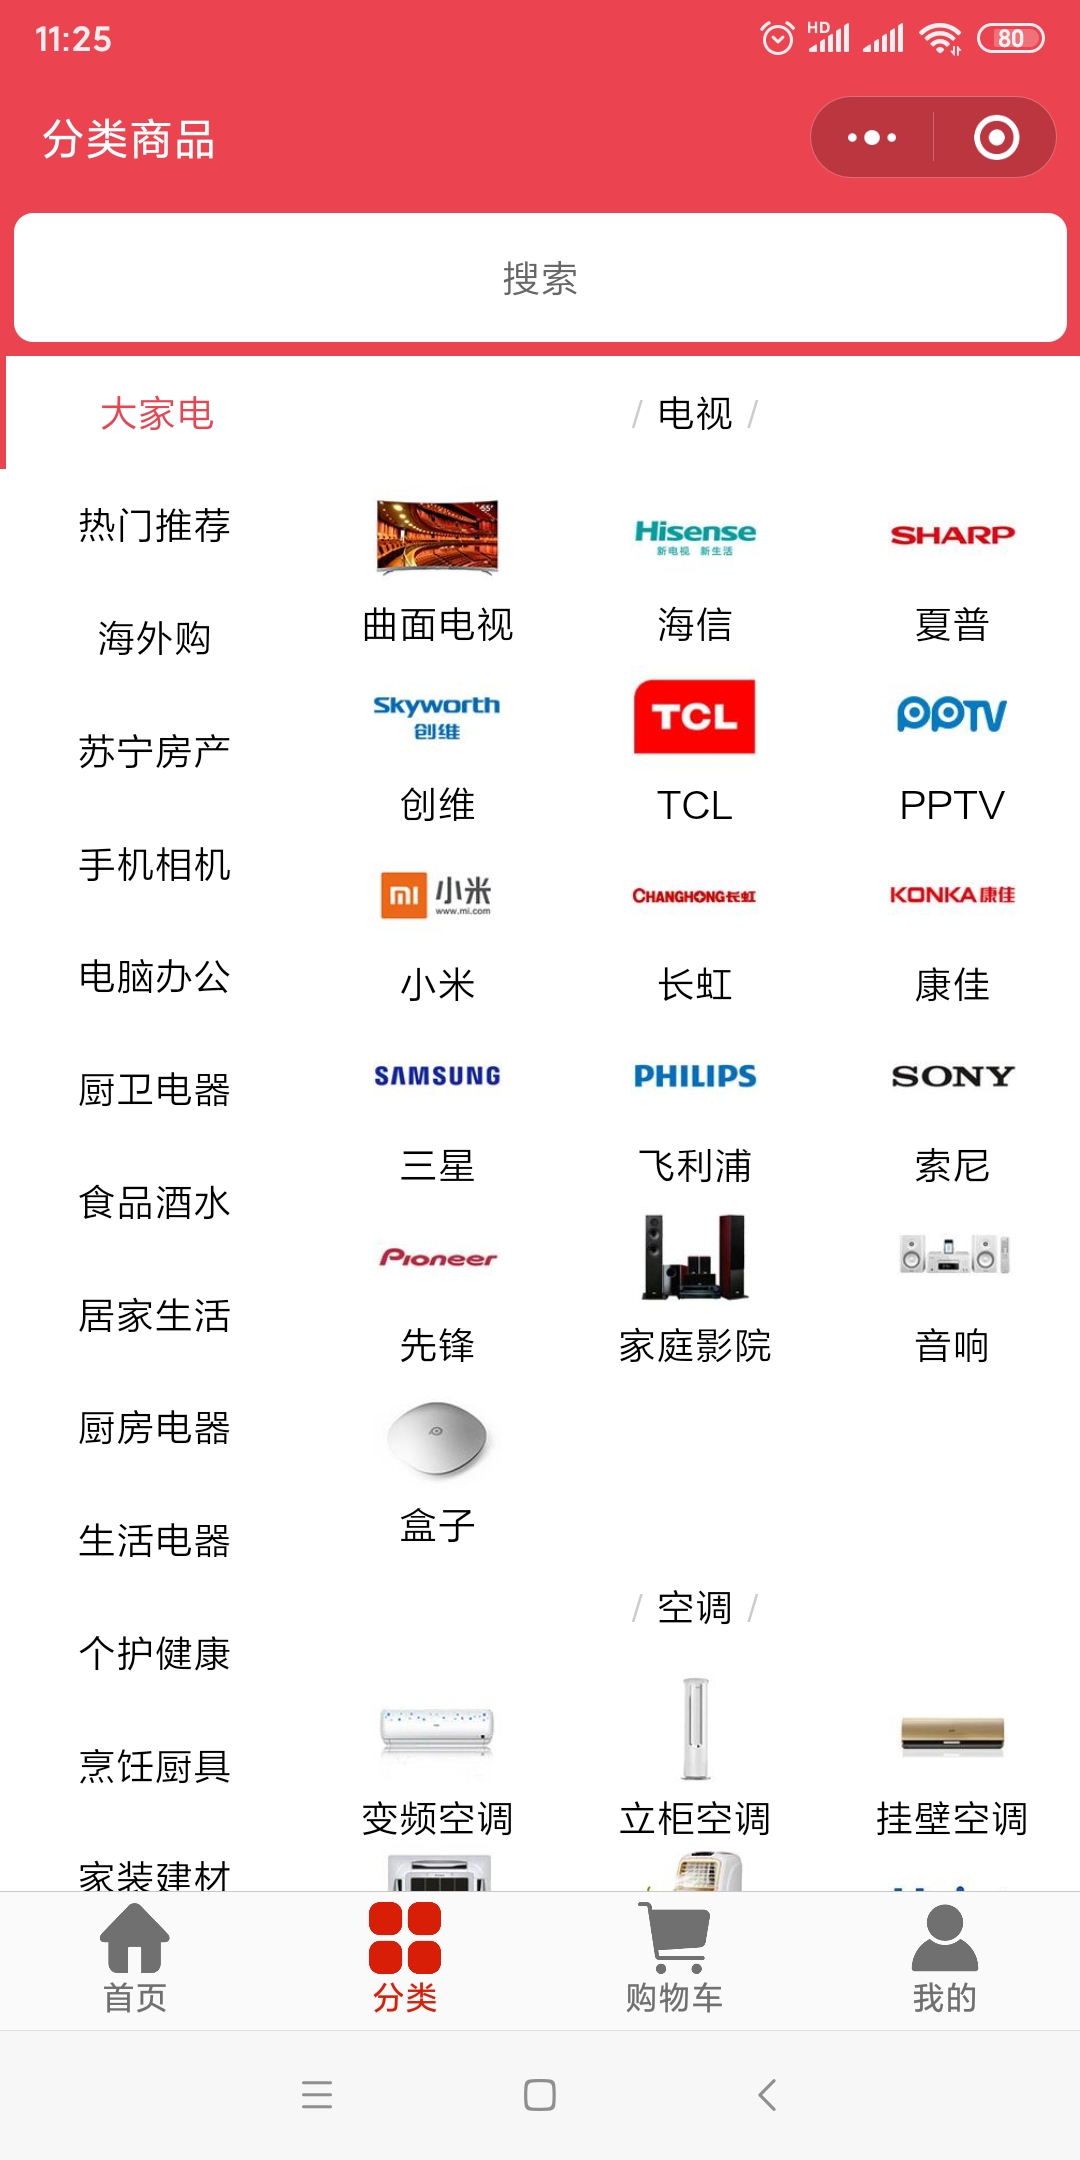 11:25
HD
80
分类商品
搜索
大家电
热门推荐
海外购
苏宁房产
手机相机
电脑办公
厨卫电器
食品酒水
居家生活
厨房电器
生活电器
个护健康
烹饪厨具
家装建材
/ 电视 /
55"
Hisense
新电视 新生活
SHARP
曲面电视
海信
夏普
Skyworth
创维
TCL
PPTV
创维
TCL
PPTV
mi 小米
www.mi.com
CHANGHONG长虹
KONKA康佳
小米
长虹
康佳
SAMSUNG
PHILIPS
SONY
三星
飞利浦
索尼
Pioneer
先锋
家庭影院
音响
盒子
/ 空调 /
变频空调
立柜空调
挂壁空调
首页
分类
购物车
我的